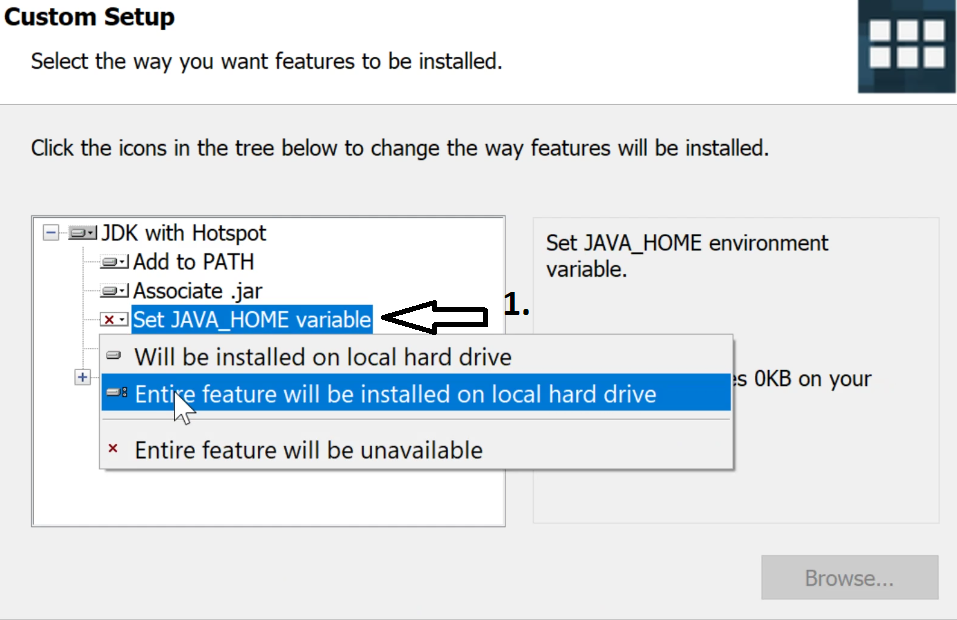 Custom Setup
Select the way you want features to be installed.
Click the icons in the tree below to change the way features will be installed.
JDK with Hotspot
Add to PATH
Associate .jar
Set JAVA_HOME variable
1.
Will be installed on local hard drive
Entire feature will be installed on local hard drive
Entire feature will be unavailable
Set JAVA_HOME environment
variable.
0KB on your
Browse...